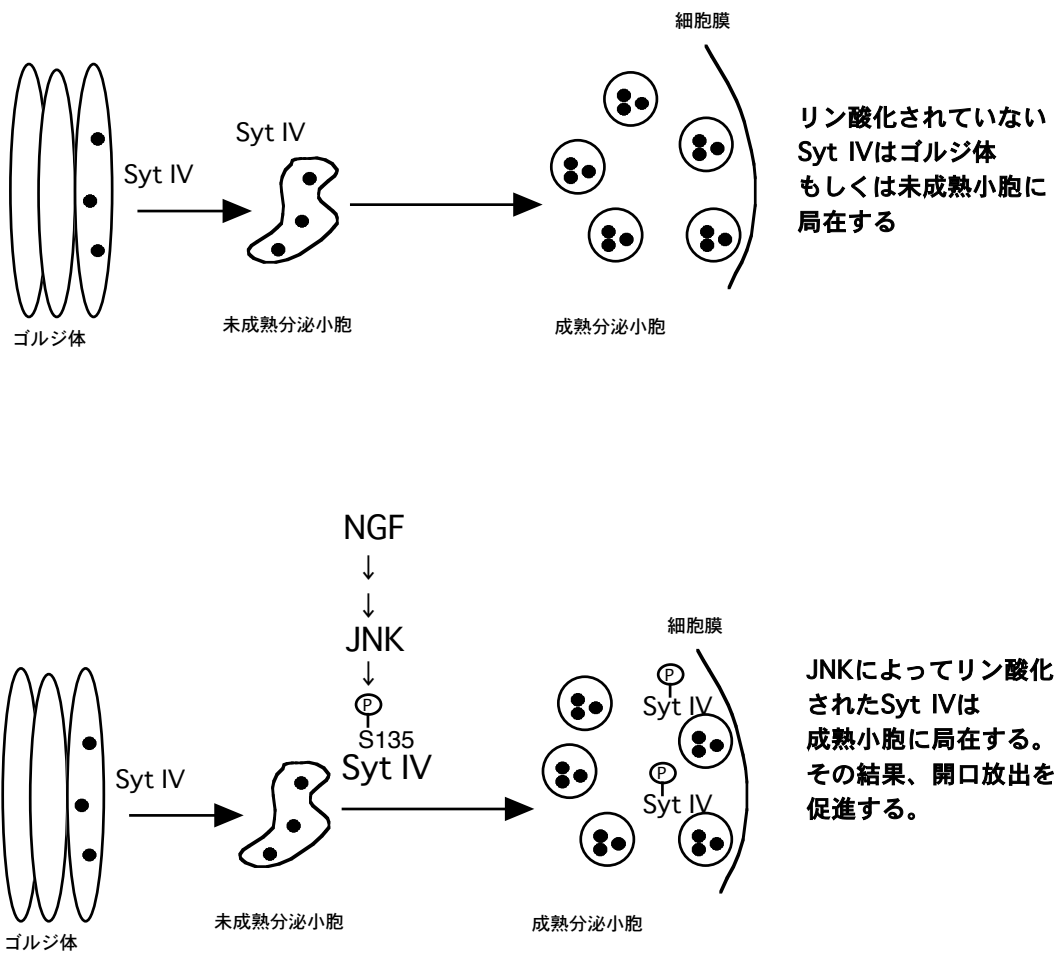 細胞膜
Syt IV
Syt IV
ゴルジ体
未成熟分泌小胞
成熟分泌小胞
リン酸化されていない
Syt IVはゴルジ体
もしくは未成熟小胞に
局在する
NGF
↓
↓
JNK
↓
P
S135
Syt IV
Syt IV
細胞膜
P
Syt IV
P
Syt IV
ゴルジ体
未成熟分泌小胞
成熟分泌小胞
JNKによってリン酸化
されたSyt IVは
成熟小胞に局在する。
その結果、開口放出を
促進する。